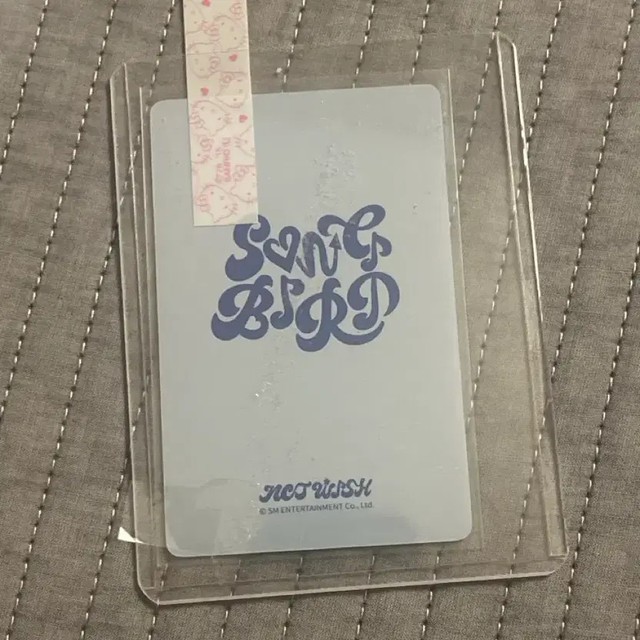 SONG
BIRD
NCT WISH
© SM ENTERTAINMENT Co., Ltd.